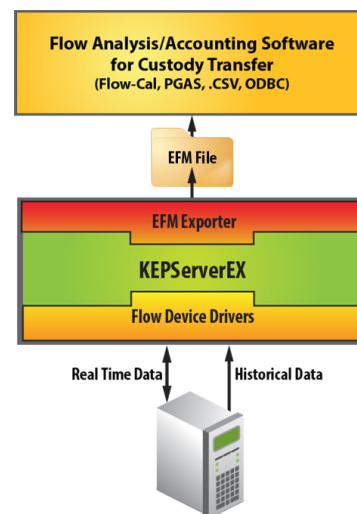 Flow Analysis/Accounting Software
for Custody Transfer
(Flow-Cal, PGAS, .CSV, ODBC)
EFM File
EFM Exporter
KEPServerEX
Flow Device Drivers
Real Time Data
Historical Data